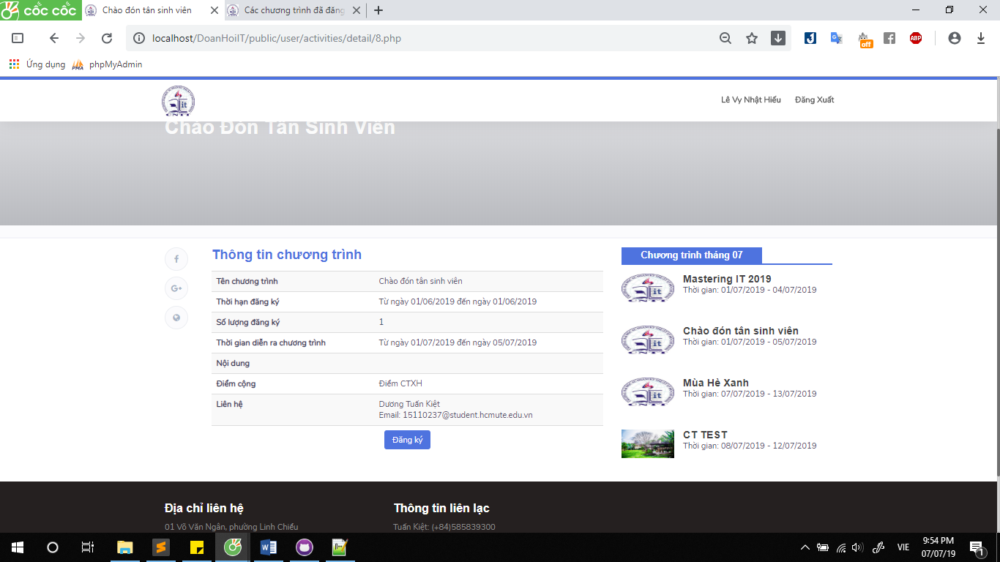 cốc cốc
Chào đón tân sinh viên
Các chương trình đã đăng
localhost/DoanHoiIT/public/user/activities/detail/8.php
off
ABP
Ứng dụng
PMA
phpMyAdmin
it
CNTT
Lê Vy Nhật Hiếu
Đăng Xuất
Chào Đón Tân Sinh Viên
Thông tin chương trình
Tên chương trình
Chào đón tân sinh viên
Thời hạn đăng ký
Từ ngày 01/06/2019 đến ngày 01/06/2019
Số lượng đăng ký
1
Thời gian diễn ra chương trình
Từ ngày 01/07/2019 đến ngày 05/07/2019
Nội dung
Điểm cộng
Điểm CTXH
Liên hệ
Dương Tuấn Kiệt
Email: 15110237@student.hcmute.edu.vn
Đăng ký
Chương trình tháng 07
Mastering IT 2019
Thời gian: 01/07/2019 - 04/07/2019
Chào đón tân sinh viên
Thời gian: 01/07/2019 - 05/07/2019
Mùa Hè Xanh
Thời gian: 07/07/2019 - 13/07/2019
CT TEST
Thời gian: 08/07/2019 - 12/07/2019
Địa chỉ liên hệ
01 Võ Văn Ngân, phường Linh Chiểu
Thông tin liên lạc
Tuấn Kiệt: (+84)585839300
VIE
9:54 PM
07/07/19
1